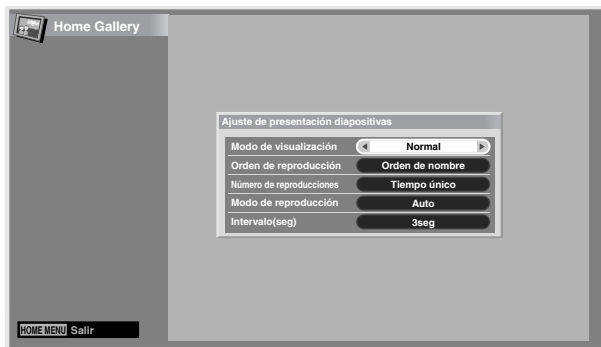 Home Gallery
Ajuste de presentación diapositivas
Modo de visualización Normal
Orden de reproducción Orden de nombre
Número de reproducciones Tiempo único
Modo de reproducción Auto
Intervalo(seg) 3seg
HOME MENU Salir